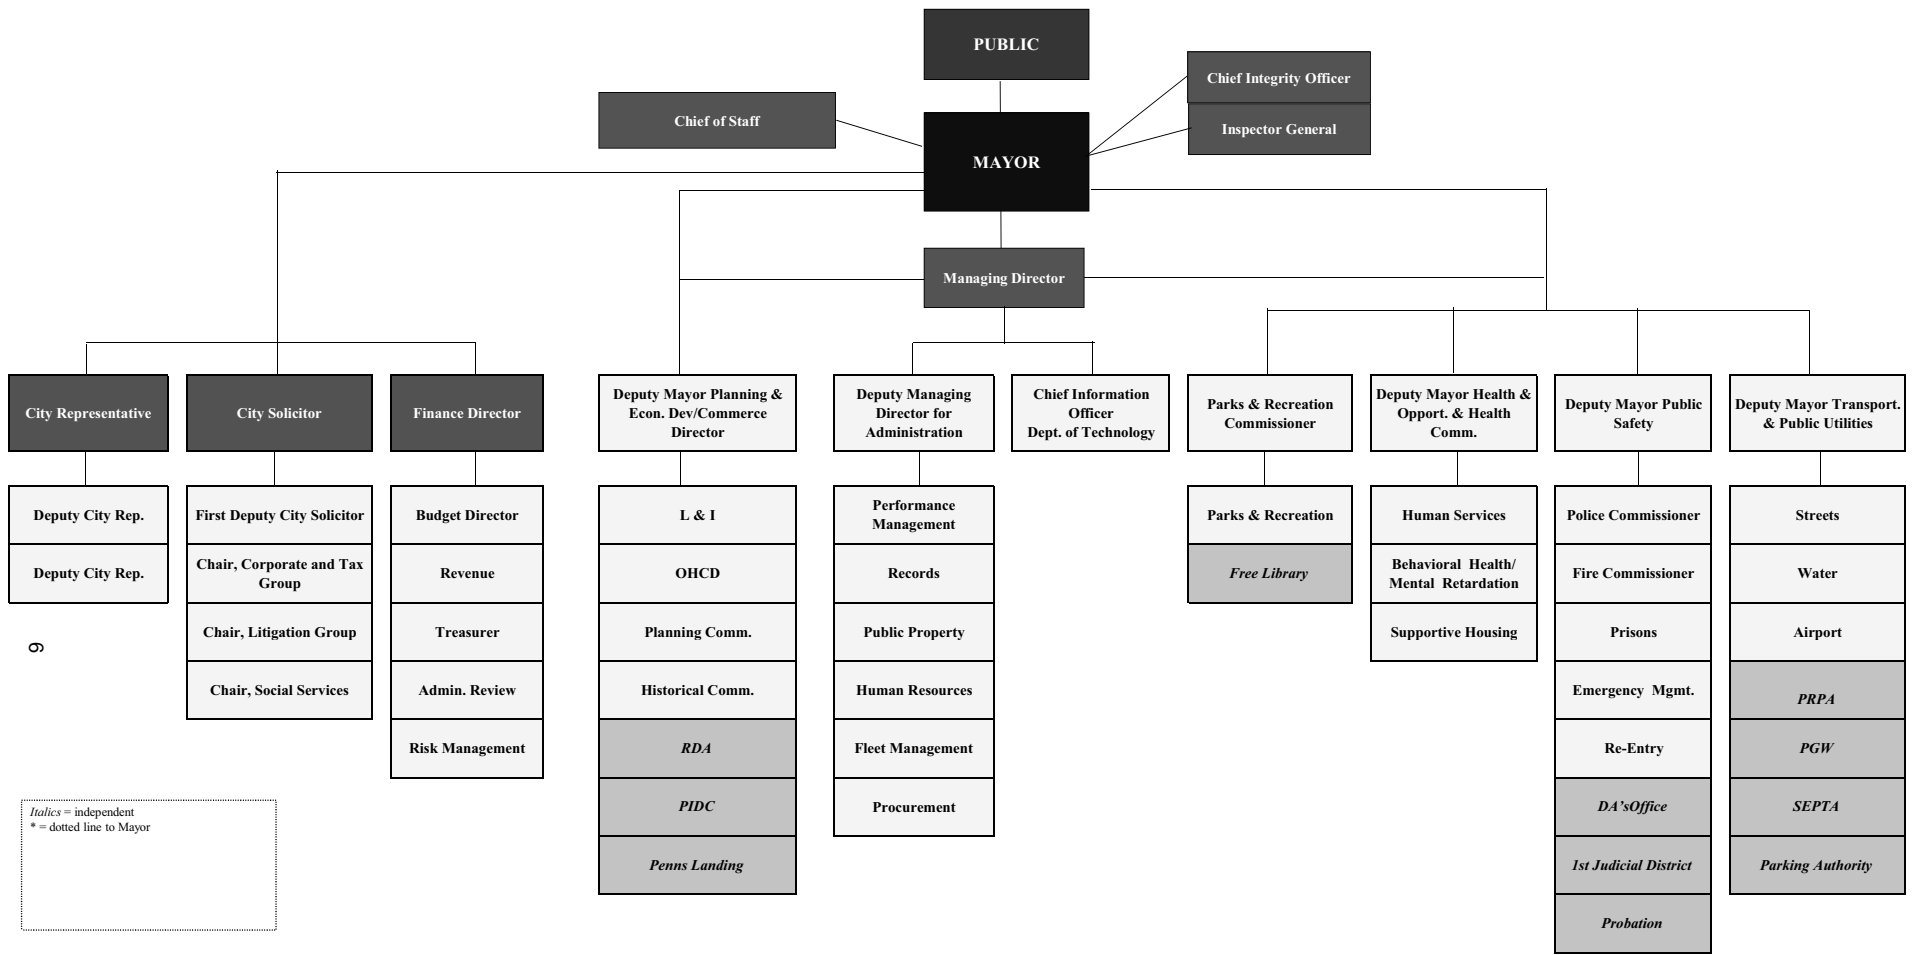 PUBLIC
Chief Integrity Officer
Chief of Staff
Inspector General
MAYOR
Managing Director
City Representative
City Solicitor
Finance Director
Deputy Mayor Planning &
Econ. Dev/Commerce
Director
Deputy Managing
Director for
Administration
Chief Information
Officer
Dept. of Technology
Parks & Recreation
Commissioner
Deputy Mayor Health &
Opport. & Health
Comm.
Deputy Mayor Public
Safety
Deputy Mayor Transport.
& Public Utilities
Deputy City Rep.
Deputy City Rep.
First Deputy City Solicitor
Chair, Corporate and Tax
Group
Chair, Litigation Group
Chair, Social Services
Budget Director
Revenue
Treasurer
Admin. Review
Risk Management
L & I
OHCD
Planning Comm.
Historical Comm.
RDA
PIDC
Penns Landing
Performance
Management
Records
Public Property
Human Resources
Fleet Management
Procurement
Parks & Recreation
Free Library
Human Services
Behavioral Health/
Mental Retardation
Supportive Housing
Police Commissioner
Fire Commissioner
Prisons
Emergency Mgmt.
Re-Entry
DA'sOffice
1st Judicial District
Probation
Streets
Water
Airport
PRPA
PGW
SEPTA
Parking Authority
9
Italics = independent
* = dotted line to Mayor